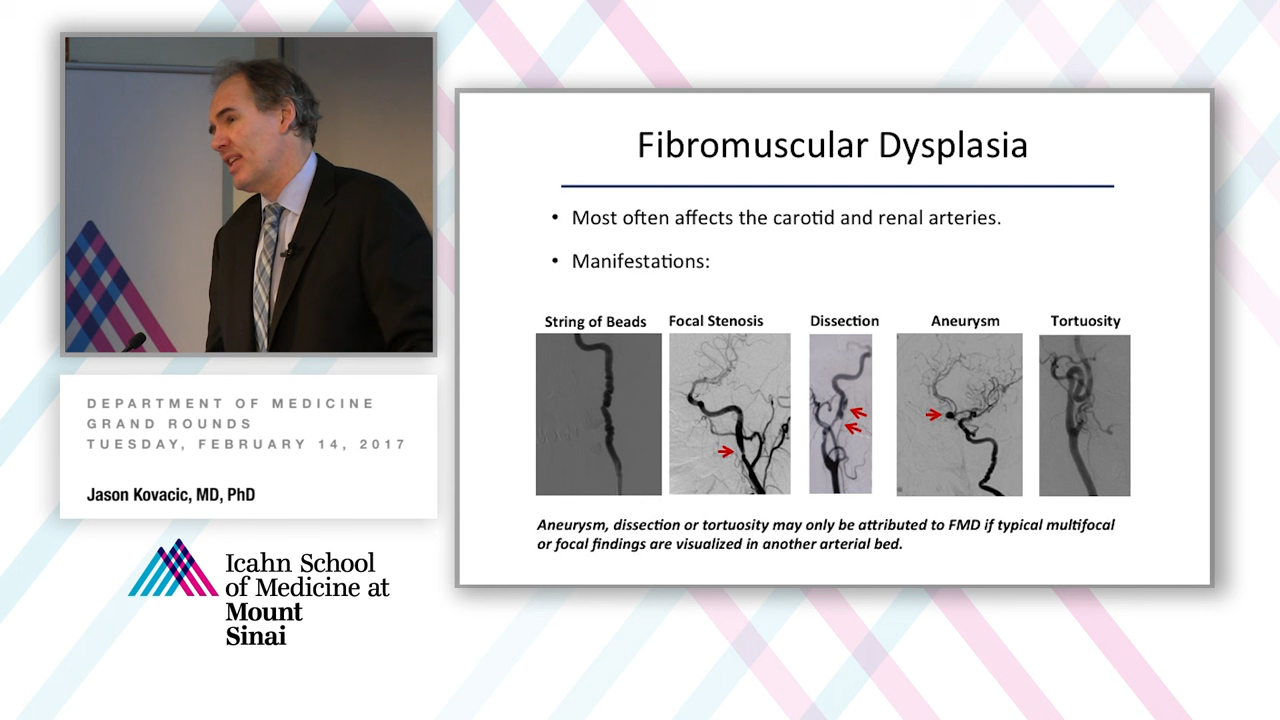 DEPARTMENT OF MEDICINE
GRAND ROUNDS
TUESDAY, FEBRUARY 14, 2017
Jason Kovacic, MD, PhD
Icahn School
of Medicine at
Mount
Sinai
Fibromuscular Dysplasia
• Most often affects the carotid and renal arteries.
• Manifestations:
String of Beads
Focal Stenosis
Dissection
Aneurysm
Tortuosity
Aneurysm, dissection or tortuosity may only be attributed to FMD if typical multifocal
or focal findings are visualized in another arterial bed.